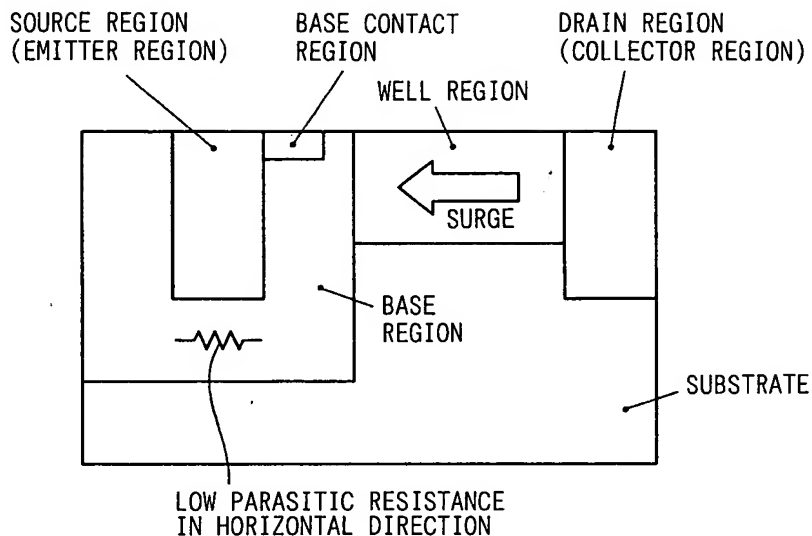 SOURCE REGION
(EMITTER REGION)
BASE CONTACT
REGION
DRAIN REGION
(COLLECTOR REGION)
WELL REGION
SURGE
BASE
REGION
SUBSTRATE
LOW PARASITIC RESISTANCE
IN HORIZONTAL DIRECTION